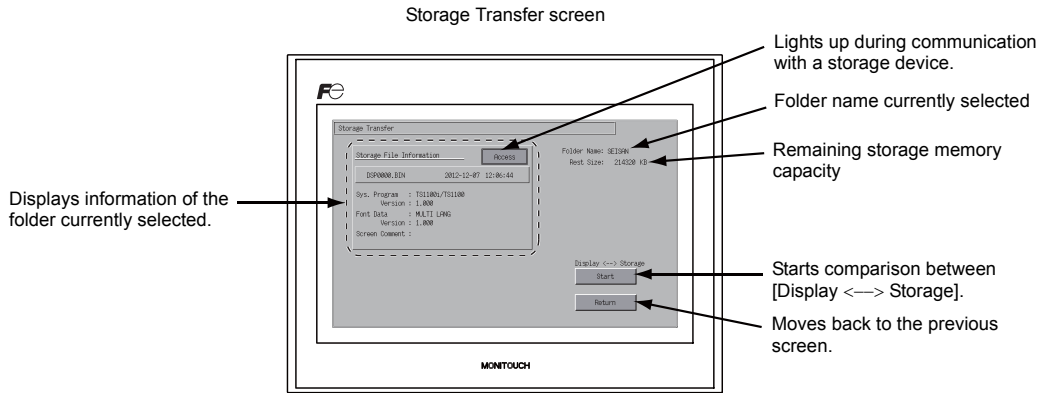 Storage Transfer screen
Lights up during communication
with a storage device.
Folder name currently selected
Remaining storage memory
capacity
Displays information of the
folder currently selected.
Starts comparison between
[Display <––> Storage].
Moves back to the previous
screen.
Fe
Storage Transfer
Storage File Information
Access
DSP0000.BIN 2012-12-07 12:06:44
Sys. Program : TS1100i/TS1100
Version : 1.000
Font Data : MULTI LANG
Version : 1.000
Screen Comment :
Folder Name: SEISAN
Rest Size: 214320 KB
Display <--> Storage
Start
Return
MONITOUCH